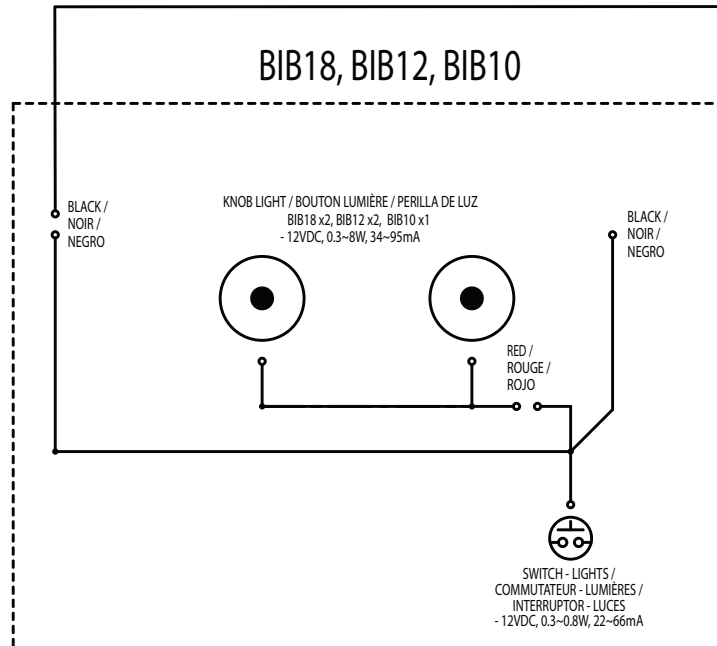 BIB18, BIB12, BIB10
BLACK /
NOIR /
NEGRO
KNOB LIGHT / BOUTON LUMIÈRE / PERILLA DE LUZ
BIB18 x2, BIB12 x2, BIB10 x1
- 12VDC, 0.3~8W, 34~95mA
BLACK /
NOIR /
NEGRO
RED /
ROUGE /
ROJO
SWITCH - LIGHTS /
COMMUTATEUR - LUMIÈRES /
INTERRUPTOR - LUCES
- 12VDC, 0.3~0.8W, 22~66mA